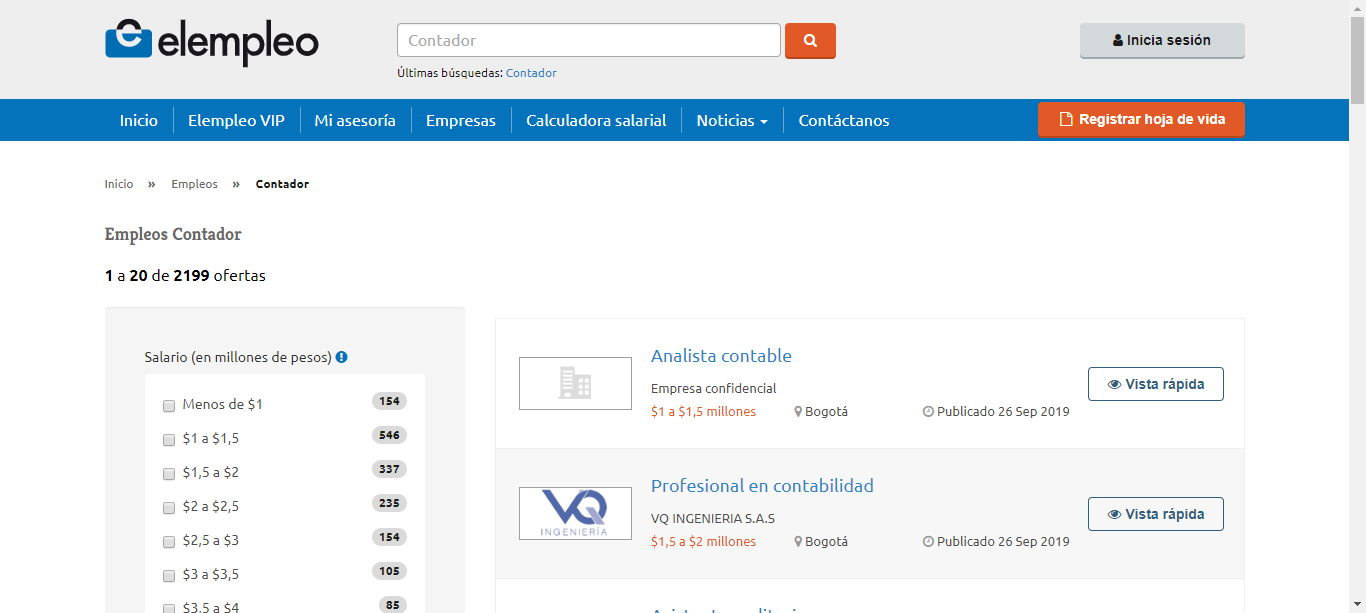 elempleo
Contador
Inicia sesión
Últimas búsquedas: Contador
Inicio
Elempleo VIP
Mi asesoría
Empresas
Calculadora salarial
Noticias
Contáctanos
Registrar hoja de vida
Inicio » Empleos » Contador
Empleos Contador
1 a 20 de 2199 ofertas
Salario (en millones de pesos)
Menos de $1 154
$1 a $1,5 546
$1,5 a $2 337
$2 a $2,5 235
$2,5 a $3 154
$3 a $3,5 105
$3,5 a $4 85
Analista contable
Empresa confidencial
$1 a $1,5 millones Bogotá Publicado 26 Sep 2019
Vista rápida
VQ
INGENIERÍA
Profesional en contabilidad
VQ INGENIERIA S.A.S
$1,5 a $2 millones Bogotá Publicado 26 Sep 2019
Vista rápida